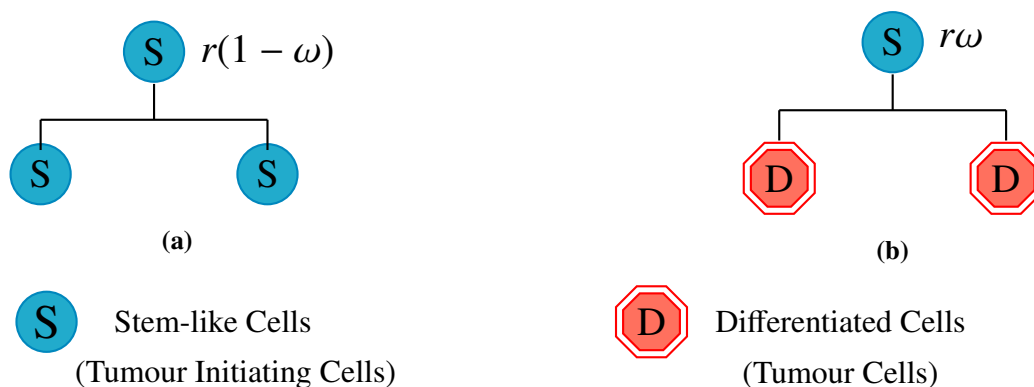 S r(1 − ω)
S S
(a)
S rω
D D
(b)
S Stem-like Cells
(Tumour Initiating Cells)
D Differentiated Cells
(Tumour Cells)